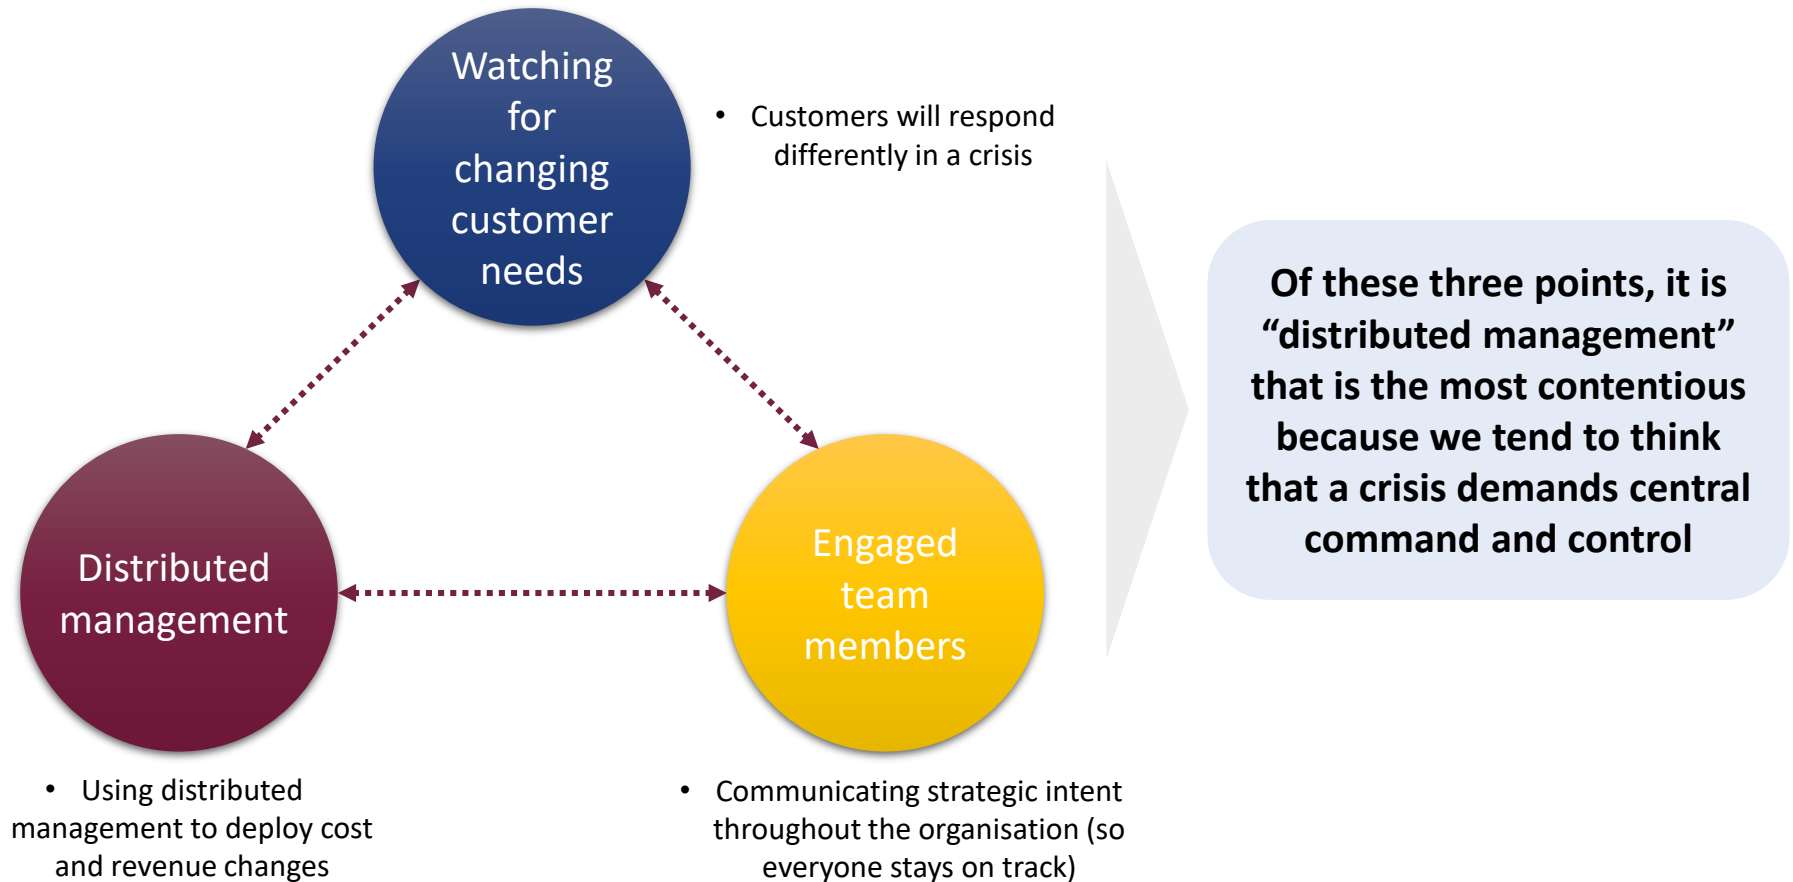 Watching
for
changing
customer
needs
• Customers will respond
differently in a crisis
Distributed
management
• Using distributed
management to deploy cost
and revenue changes
Engaged
team
members
• Communicating strategic intent
throughout the organisation (so
everyone stays on track)
Of these three points, it is
“distributed management”
that is the most contentious
because we tend to think
that a crisis demands central
command and control